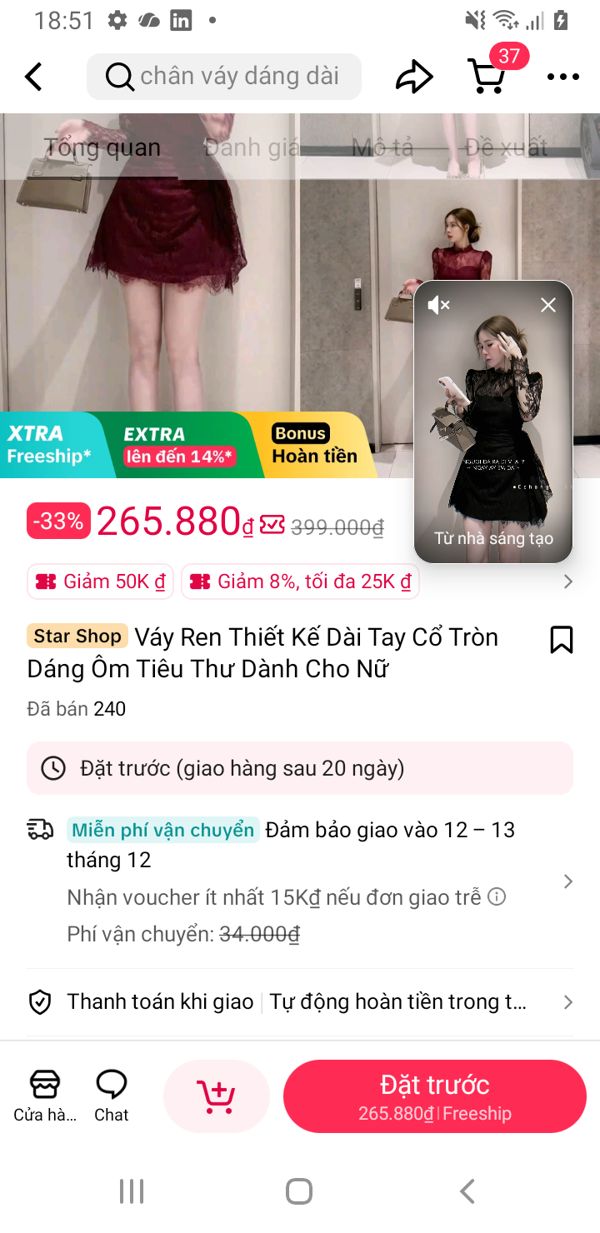 18:51
37
chân váy dáng dài
Tổng quan Đánh giá Mô tả Đề xuất
XTRA
Freeship*
EXTRA
lên đến 14%*
Bonus
Hoàn tiền
Từ nhà sáng tạo
-33% 265.880₫ 399.000₫
Giảm 50K ₫ Giảm 8%, tối đa 25K ₫
Star Shop Váy Ren Thiết Kế Dài Tay Cổ Tròn
Dáng Ôm Tiêu Thư Dành Cho Nữ
Đã bán 240
Đặt trước (giao hàng sau 20 ngày)
Miễn phí vận chuyển Đảm bảo giao vào 12 – 13
tháng 12
Nhận voucher ít nhất 15K₫ nếu đơn giao trễ
Phí vận chuyển: 34.000₫
Thanh toán khi giao | Tự động hoàn tiền trong t...
Cửa hà... Chat
Đặt trước
265.880₫ | Freeship